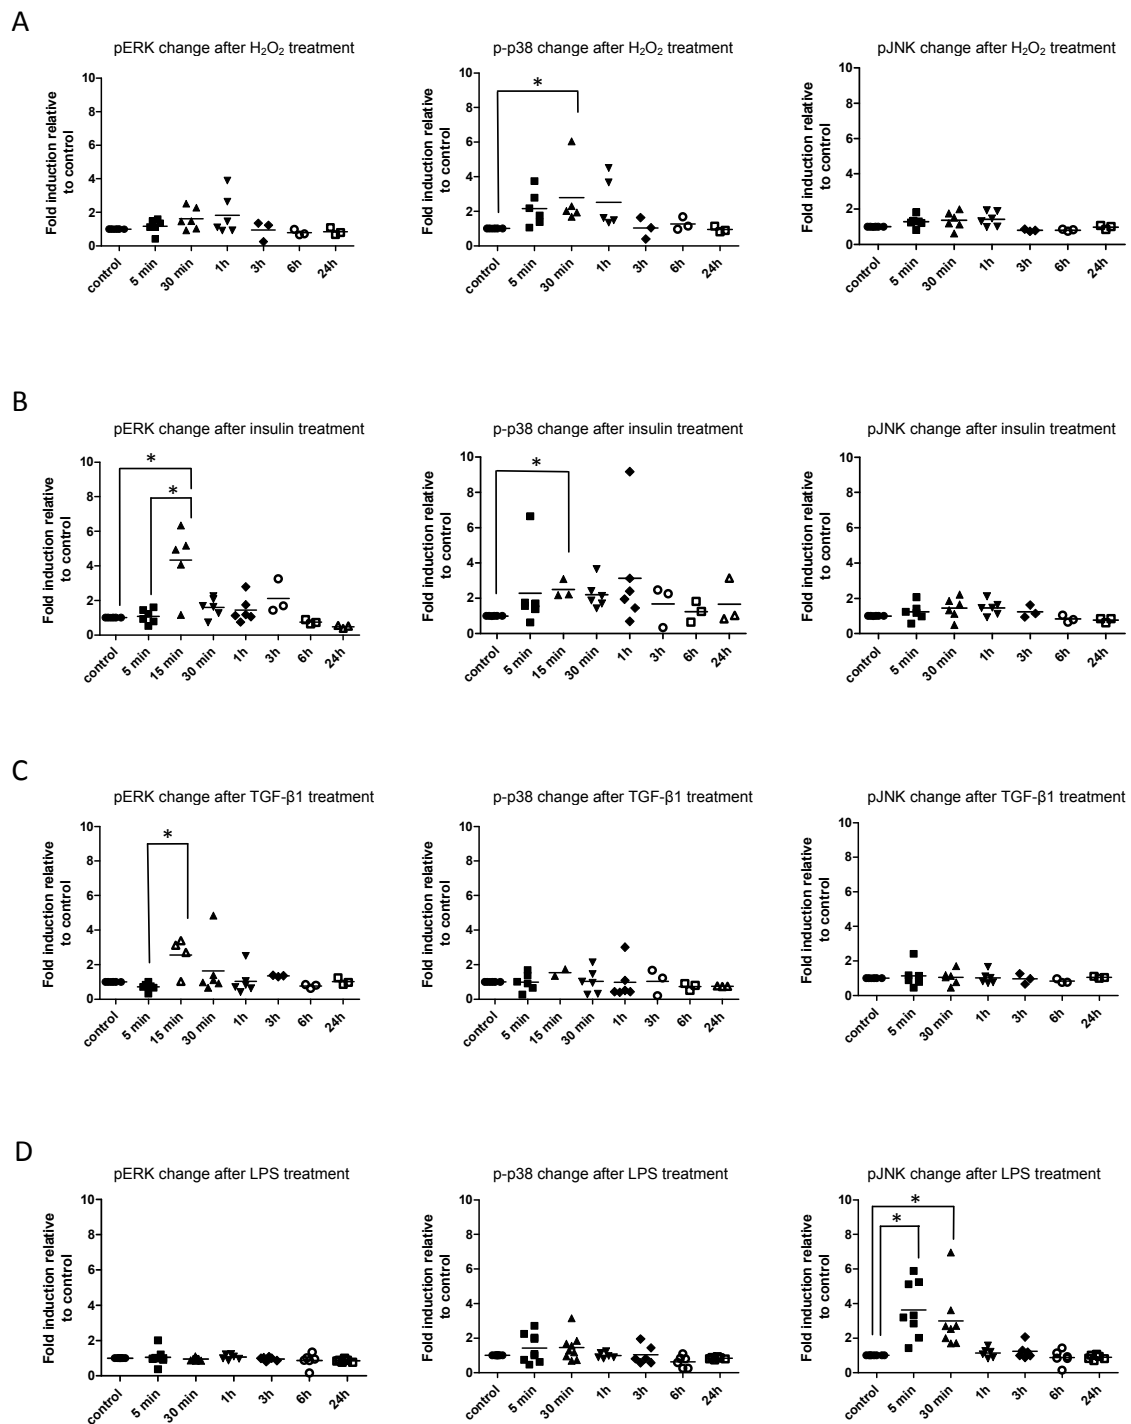 A
pERK change after H₂O₂ treatment
Fold induction relative
to control
10
8
6
4
2
0
control
5 min
30 min
1h
3h
6h
24h
p-p38 change after H₂O₂ treatment
Fold induction relative
to control
*
10
8
6
4
2
0
control
5 min
30 min
1h
3h
6h
24h
pJNK change after H₂O₂ treatment
Fold induction relative
to control
10
8
6
4
2
0
control
5 min
30 min
1h
3h
6h
24h
B
pERK change after insulin treatment
Fold induction relative
to control
*
*
10
8
6
4
2
0
control
5 min
15 min
30 min
1h
3h
6h
24h
p-p38 change after insulin treatment
Fold induction relative
to control
*
10
8
6
4
2
0
control
5 min
15 min
30 min
1h
3h
6h
24h
pJNK change after insulin treatment
Fold induction relative
to control
10
8
6
4
2
0
control
5 min
30 min
1h
3h
6h
24h
C
pERK change after TGF-β1 treatment
Fold induction relative
to control
*
10
8
6
4
2
0
control
5 min
15 min
30 min
1h
3h
6h
24h
p-p38 change after TGF-β1 treatment
Fold induction relative
to control
10
8
6
4
2
0
control
5 min
15 min
30 min
1h
3h
6h
24h
pJNK change after TGF-β1 treatment
Fold induction relative
to control
10
8
6
4
2
0
control
5 min
30 min
1h
3h
6h
24h
D
pERK change after LPS treatment
Fold induction relative
to control
10
8
6
4
2
0
control
5 min
30 min
1h
3h
6h
24h
p-p38 change after LPS treatment
Fold induction relative
to control
10
8
6
4
2
0
control
5 min
30 min
1h
3h
6h
24h
pJNK change after LPS treatment
Fold induction relative
to control
*
*
10
8
6
4
2
0
control
5 min
30 min
1h
3h
6h
24h